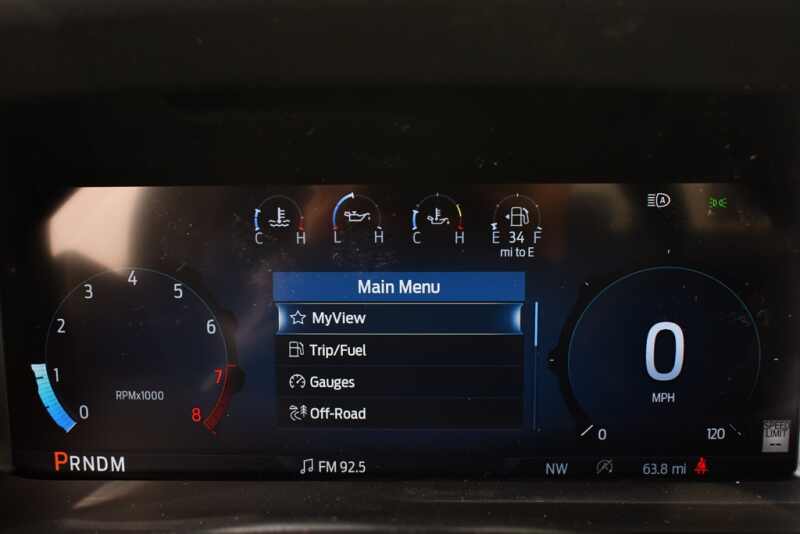 C H
L H
C H
E 34 F
mi to E
Main Menu
MyView
Trip/Fuel
Gauges
Off-Road
0
1
2
3
4
5
6
7
8
RPMx1000
0
MPH
0 120
SPEED
LIMIT
--
PRNDM
FM 92.5
NW
63.8 mi
A